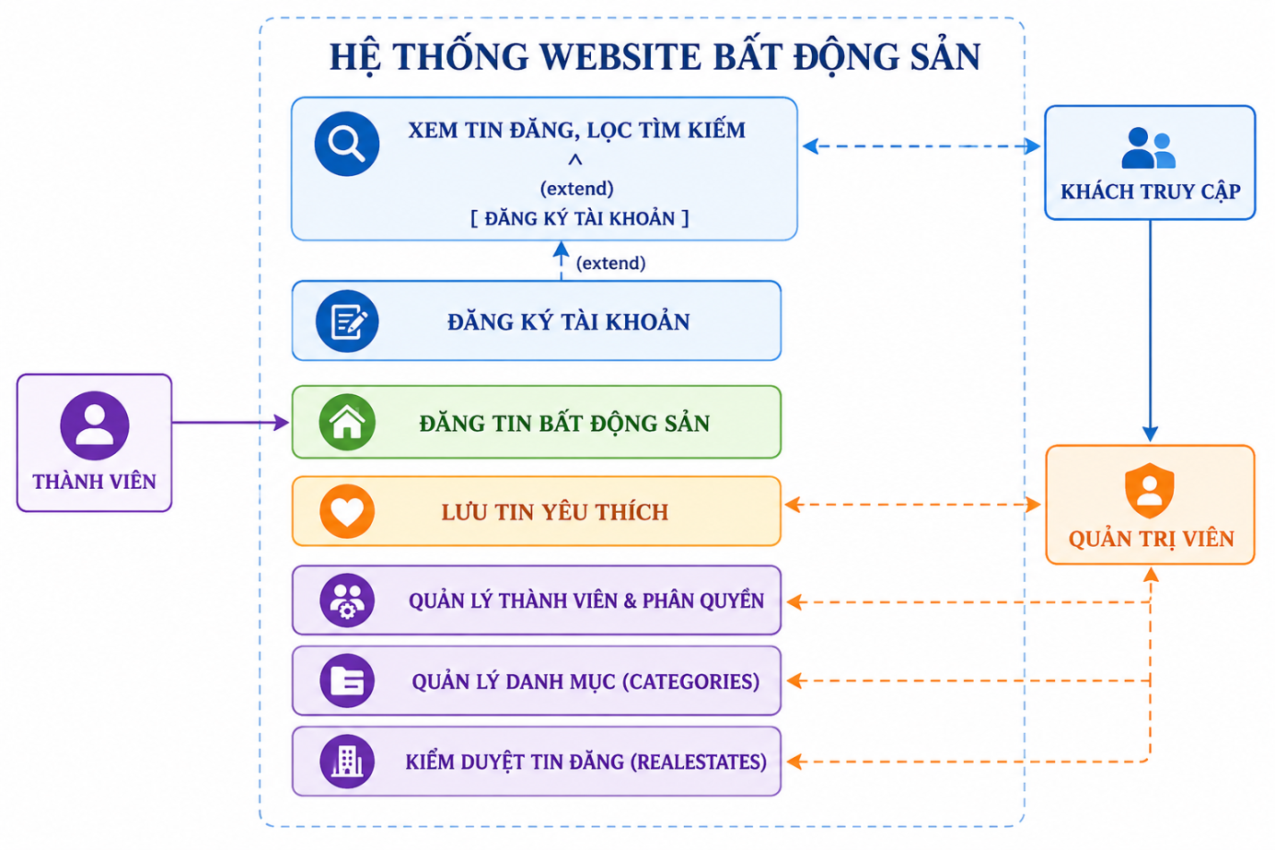 HỆ THỐNG WEBSITE BẤT ĐỘNG SẢN
XEM TIN ĐĂNG, LỌC TÌM KIẾM
^
(extend)
[ ĐĂNG KÝ TÀI KHOẢN ]
KHÁCH TRUY CẬP
(extend)
ĐĂNG KÝ TÀI KHOẢN
THÀNH VIÊN
ĐĂNG TIN BẤT ĐỘNG SẢN
LƯU TIN YÊU THÍCH
QUẢN TRỊ VIÊN
QUẢN LÝ THÀNH VIÊN & PHÂN QUYỀN
QUẢN LÝ DANH MỤC (CATEGORIES)
KIỂM DUYỆT TIN ĐĂNG (REALESTATES)